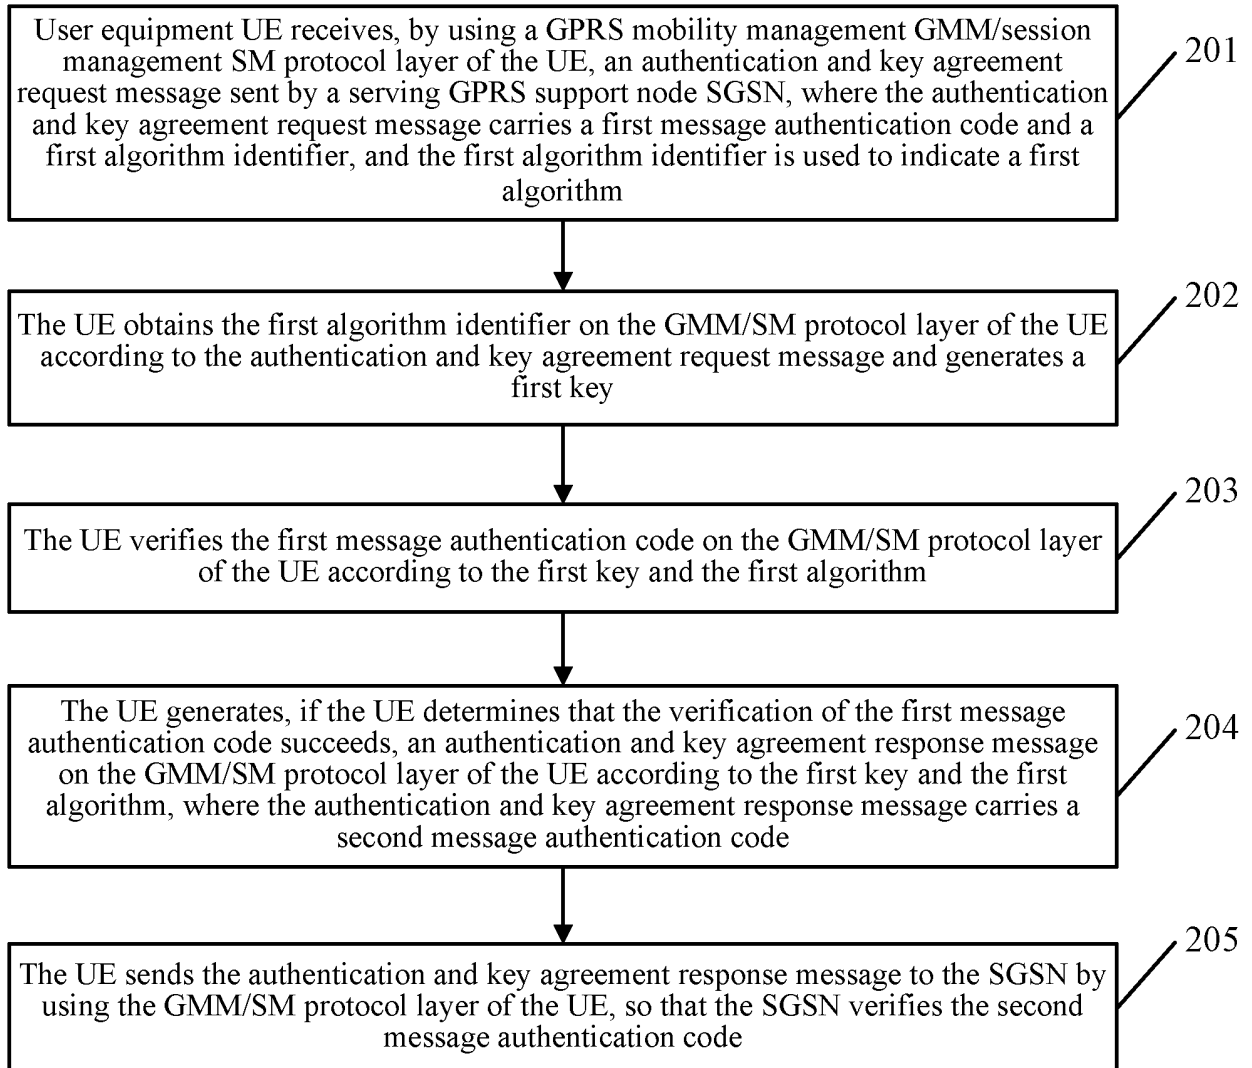 User equipment UE receives, by using a GPRS mobility management GMM/session
management SM protocol layer of the UE, an authentication and key agreement
request message sent by a serving GPRS support node SGSN, where the authentication
and key agreement request message carries a first message authentication code and a
first algorithm identifier, and the first algorithm identifier is used to indicate a first
algorithm
201
The UE obtains the first algorithm identifier on the GMM/SM protocol layer of the UE
according to the authentication and key agreement request message and generates a
first key
202
The UE verifies the first message authentication code on the GMM/SM protocol layer
of the UE according to the first key and the first algorithm
203
The UE generates, if the UE determines that the verification of the first message
authentication code succeeds, an authentication and key agreement response message
on the GMM/SM protocol layer of the UE according to the first key and the first
algorithm, where the authentication and key agreement response message carries a
second message authentication code
204
The UE sends the authentication and key agreement response message to the SGSN by
using the GMM/SM protocol layer of the UE, so that the SGSN verifies the second
message authentication code
205